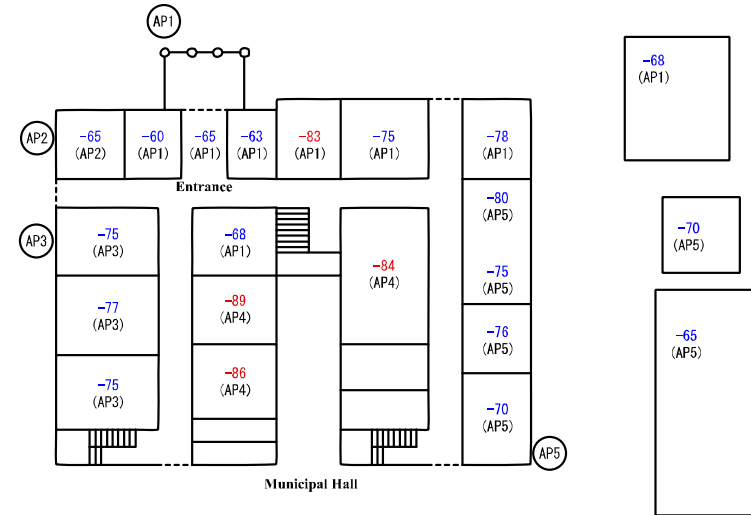 AP1
-68
(AP1)
AP2
-65
(AP2)
-60
(AP1)
-65
(AP1)
-63
(AP1)
-83
(AP1)
-75
(AP1)
-78
(AP1)
Entrance
-80
(AP5)
AP3
-75
(AP3)
-68
(AP1)
-84
(AP4)
-75
(AP5)
-70
(AP5)
-77
(AP3)
-89
(AP4)
-76
(AP5)
-65
(AP5)
-75
(AP3)
-86
(AP4)
-70
(AP5)
AP5
Municipal Hall